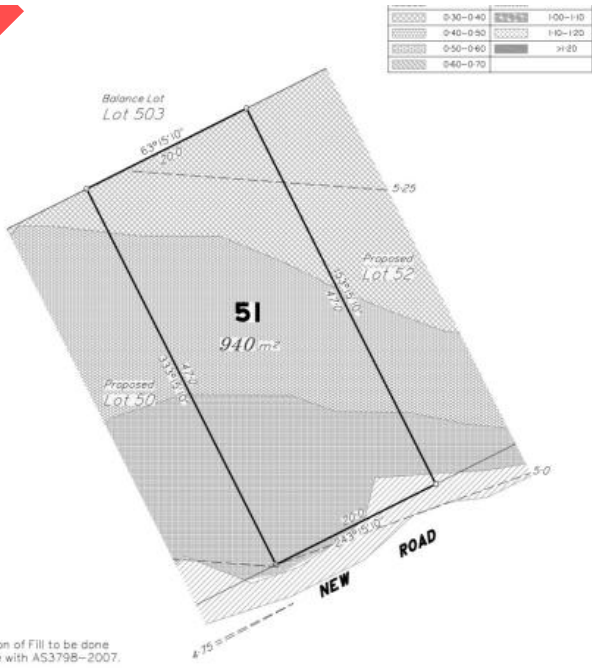 0·30-0·40 1·00-1·10
0·40-0·50 1·10-1·20
0·50-0·60 >1·20
0·60-0·70
Balance Lot
Lot 503
63°15'10"
20·0
5·25
Proposed
Lot 52
153°15'10"
47·0
51
940 m²
47·0
333°15'10"
Proposed
Lot 50
5·0
20·0
243°15'10"
ROAD
NEW
4·75
on of Fill to be done
with AS3798-2007.